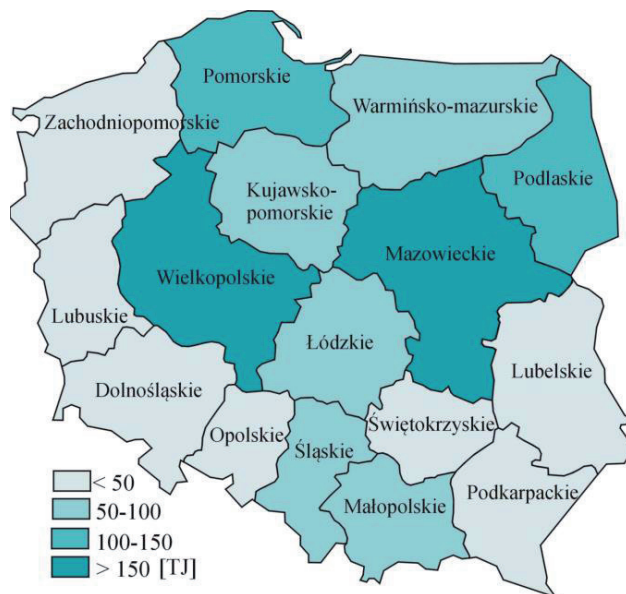 Pomorskie
Warmińsko-mazurskie
Zachodniopomorskie
Podlaskie
Kujawsko-
pomorskie
Mazowieckie
Wielkopolskie
Lubuskie
Łódzkie
Lubelskie
Dolnośląskie
Opolskie
Świętokrzyskie
Śląskie
Małopolskie
Podkarpackie
< 50
50-100
100-150
> 150 [TJ]